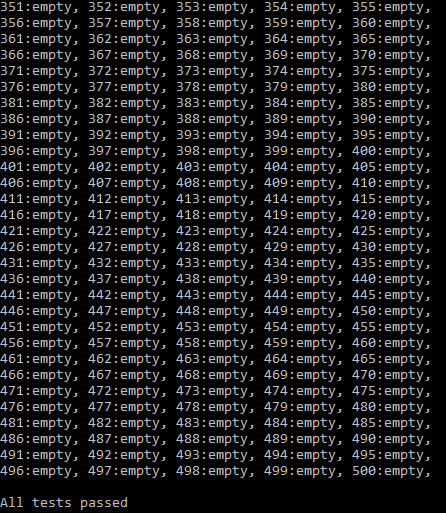 351:empty, 352:empty, 353:empty, 354:empty, 355:empty,
356:empty, 357:empty, 358:empty, 359:empty, 360:empty,
361:empty, 362:empty, 363:empty, 364:empty, 365:empty,
366:empty, 367:empty, 368:empty, 369:empty, 370:empty,
371:empty, 372:empty, 373:empty, 374:empty, 375:empty,
376:empty, 377:empty, 378:empty, 379:empty, 380:empty,
381:empty, 382:empty, 383:empty, 384:empty, 385:empty,
386:empty, 387:empty, 388:empty, 389:empty, 390:empty,
391:empty, 392:empty, 393:empty, 394:empty, 395:empty,
396:empty, 397:empty, 398:empty, 399:empty, 400:empty,
401:empty, 402:empty, 403:empty, 404:empty, 405:empty,
406:empty, 407:empty, 408:empty, 409:empty, 410:empty,
411:empty, 412:empty, 413:empty, 414:empty, 415:empty,
416:empty, 417:empty, 418:empty, 419:empty, 420:empty,
421:empty, 422:empty, 423:empty, 424:empty, 425:empty,
426:empty, 427:empty, 428:empty, 429:empty, 430:empty,
431:empty, 432:empty, 433:empty, 434:empty, 435:empty,
436:empty, 437:empty, 438:empty, 439:empty, 440:empty,
441:empty, 442:empty, 443:empty, 444:empty, 445:empty,
446:empty, 447:empty, 448:empty, 449:empty, 450:empty,
451:empty, 452:empty, 453:empty, 454:empty, 455:empty,
456:empty, 457:empty, 458:empty, 459:empty, 460:empty,
461:empty, 462:empty, 463:empty, 464:empty, 465:empty,
466:empty, 467:empty, 468:empty, 469:empty, 470:empty,
471:empty, 472:empty, 473:empty, 474:empty, 475:empty,
476:empty, 477:empty, 478:empty, 479:empty, 480:empty,
481:empty, 482:empty, 483:empty, 484:empty, 485:empty,
486:empty, 487:empty, 488:empty, 489:empty, 490:empty,
491:empty, 492:empty, 493:empty, 494:empty, 495:empty,
496:empty, 497:empty, 498:empty, 499:empty, 500:empty,
All tests passed